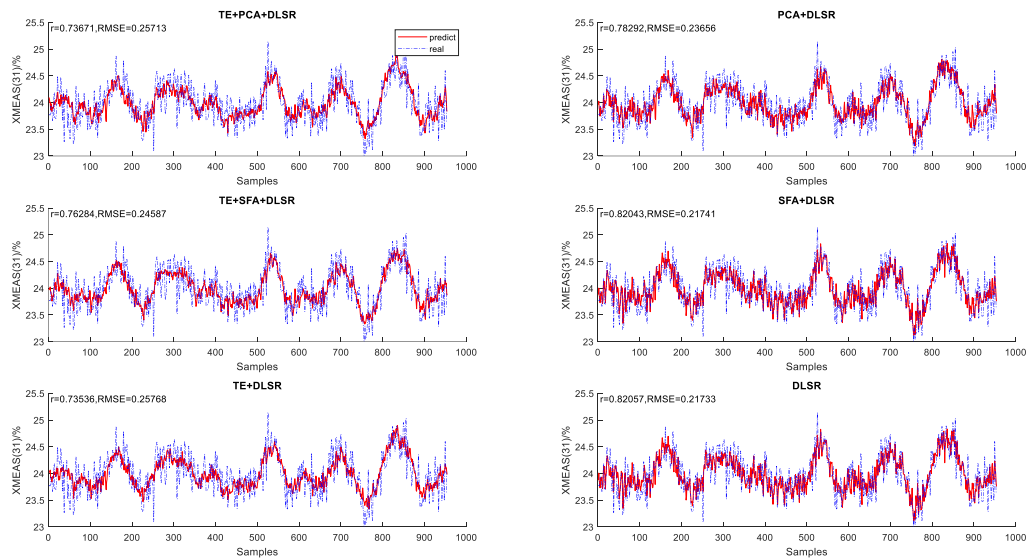 TE+PCA+DLSR
r=0.73671,RMSE=0.25713
predict
real
XMEAS(31)/%
25.5
25
24.5
24
23.5
23
0 100 200 300 400 500 600 700 800 900 1000
Samples
PCA+DLSR
r=0.78292,RMSE=0.23656
XMEAS(31)/%
25.5
25
24.5
24
23.5
23
0 100 200 300 400 500 600 700 800 900 1000
Samples
TE+SFA+DLSR
r=0.76284,RMSE=0.24587
XMEAS(31)/%
25.5
25
24.5
24
23.5
23
0 100 200 300 400 500 600 700 800 900 1000
Samples
SFA+DLSR
r=0.82043,RMSE=0.21741
XMEAS(31)/%
25.5
25
24.5
24
23.5
23
0 100 200 300 400 500 600 700 800 900 1000
Samples
TE+DLSR
r=0.73536,RMSE=0.25768
XMEAS(31)/%
25.5
25
24.5
24
23.5
23
0 100 200 300 400 500 600 700 800 900 1000
Samples
DLSR
r=0.82057,RMSE=0.21733
XMEAS(31)/%
25.5
25
24.5
24
23.5
23
0 100 200 300 400 500 600 700 800 900 1000
Samples